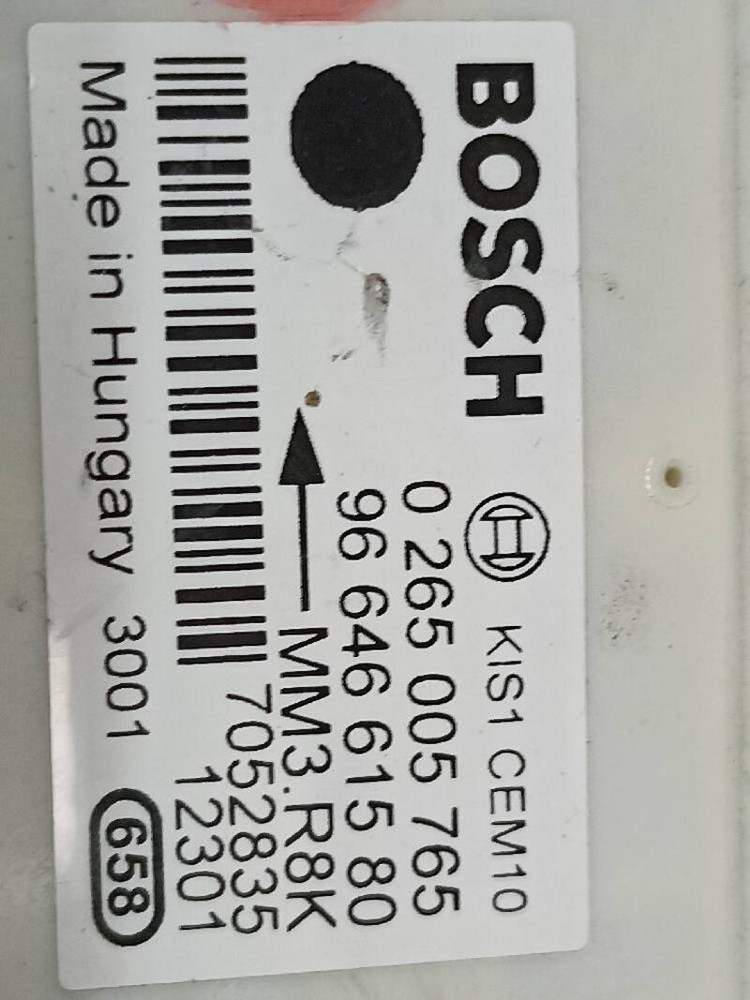 BOSCH
KIS1 CEM10
0 265 005 765
96 646 615 80
MM3.R8K
7052835
12301
Made in Hungary 3001 658